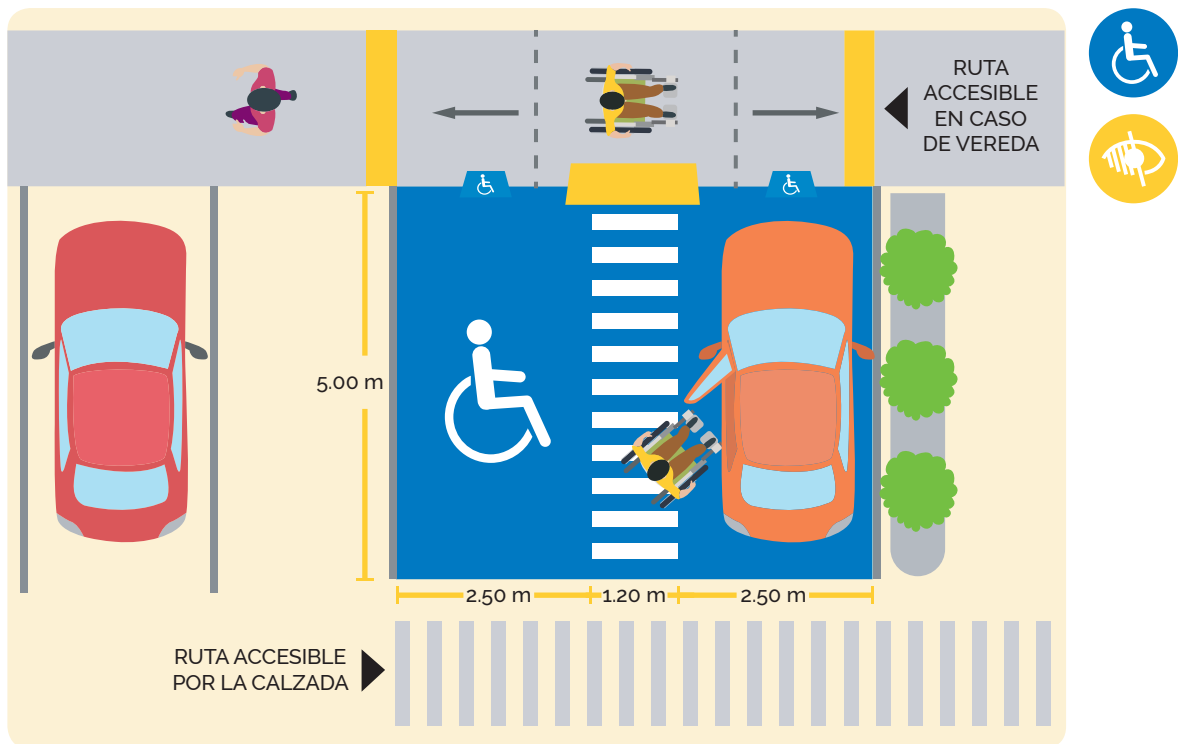 RUTA
ACCESIBLE
EN CASO
DE VEREDA
5.00 m
2.50 m
1.20 m
2.50 m
RUTA ACCESIBLE
POR LA CALZADA